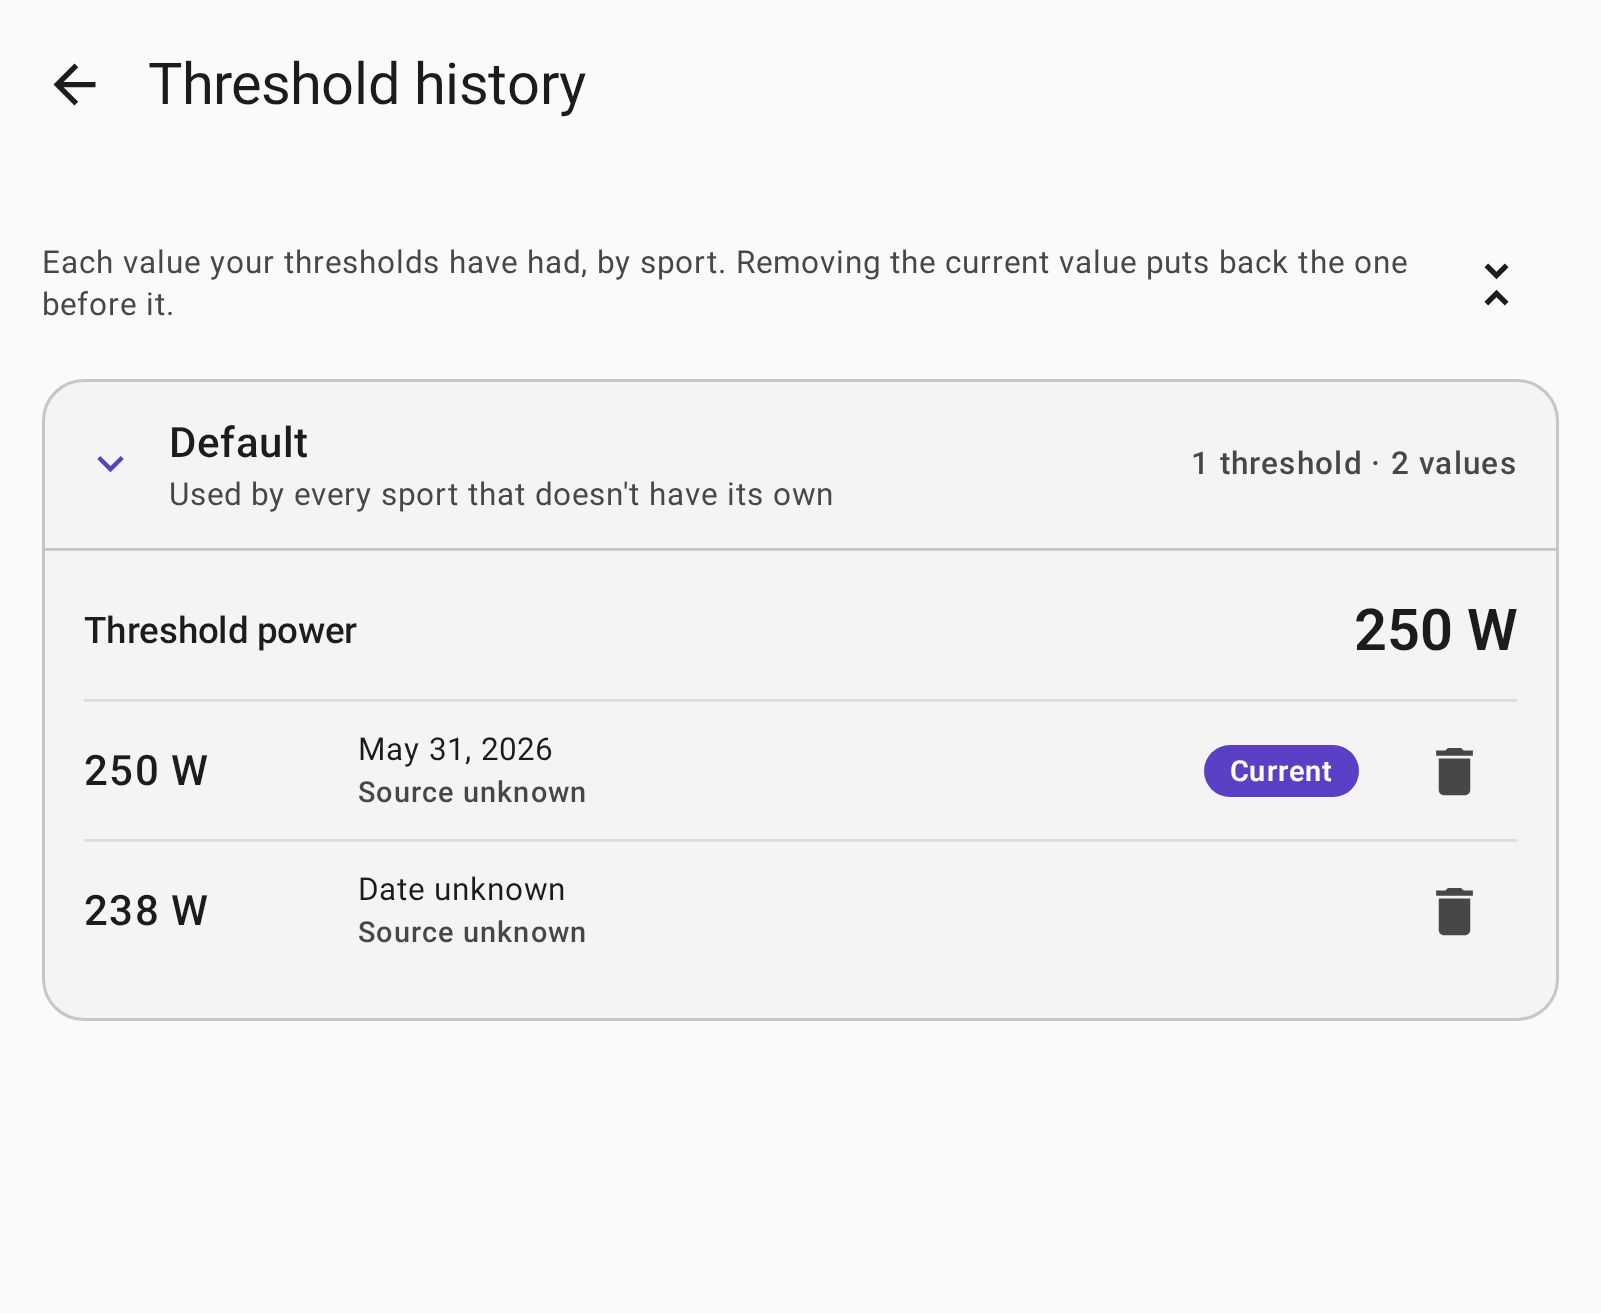 Threshold history
Each value your thresholds have had, by sport. Removing the current value puts back the one
before it.
Default
Used by every sport that doesn't have its own
1 threshold · 2 values
Threshold power
250 W
250 W
May 31, 2026
Source unknown
Current
238 W
Date unknown
Source unknown